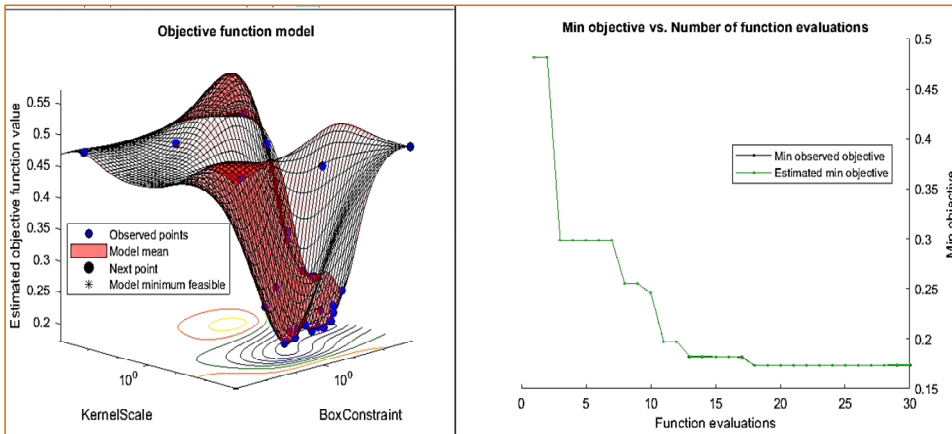 Objective function model
Estimated objective function value
0.55
0.5
0.45
0.4
0.35
0.3
0.25
0.2
Observed points
Model mean
Next point
Model minimum feasible
10⁰
10⁰
KernelScale
BoxConstraint
Min objective vs. Number of function evaluations
0.5
0.45
0.4
0.35
0.3
0.25
0.2
0.15
Min observed objective
Estimated min objective
Min objective
0
5
10
15
20
25
30
Function evaluations